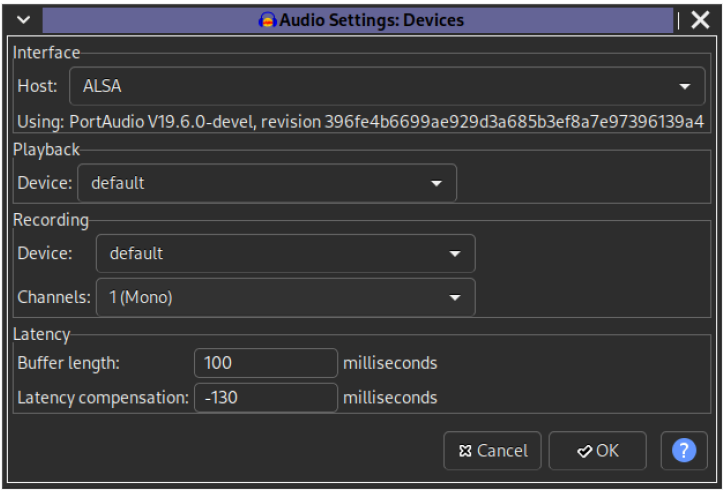 Audio Settings: Devices
Interface
Host: ALSA
Using: PortAudio V19.6.0-devel, revision 396fe4b6699ae929d3a685b3ef8a7e97396139a4
Playback
Device: default
Recording
Device: default
Channels: 1 (Mono)
Latency
Buffer length: 100 milliseconds
Latency compensation: -130 milliseconds
Cancel OK ?